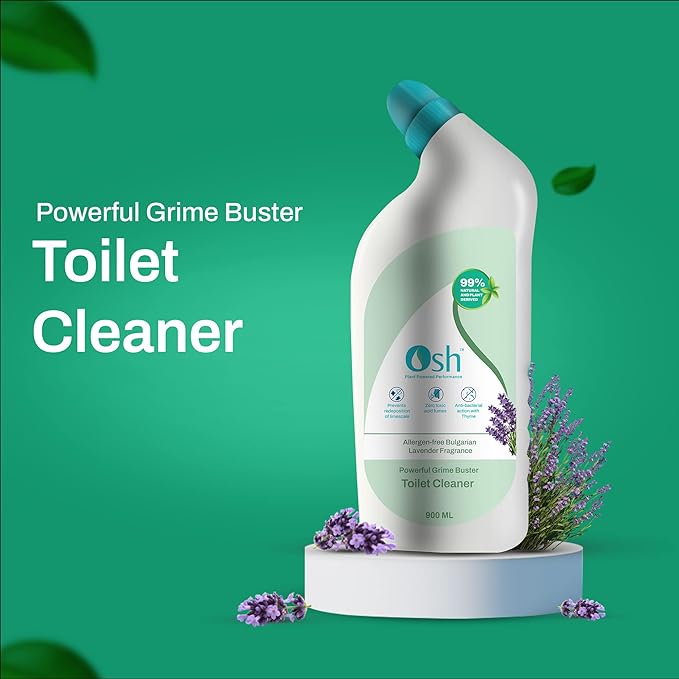 Powerful Grime Buster
Toilet
Cleaner
99%
NATURAL
AND PLANT
DERIVED
Osh™
Plant Powered Performance
Prevents
redeposition
of limescale
Zero toxic
acid fumes
Anti-bacterial
action with
Thyme
Allergen-free Bulgarian
Lavender Fragrance
Powerful Grime Buster
Toilet Cleaner
900 ML